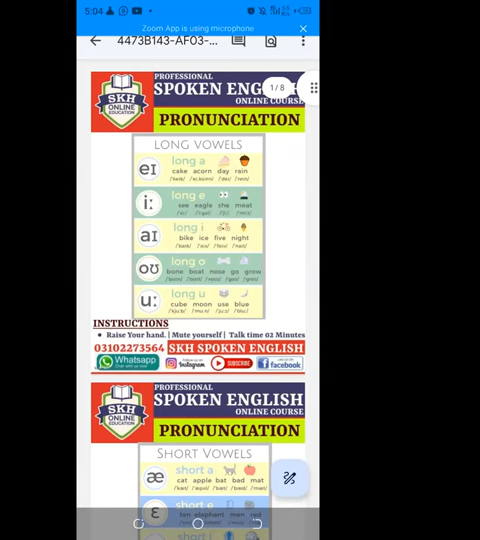 5:04
Zoom App is using microphone
4473B143-AF03-...
1/8
PROFESSIONAL
SPOKEN ENG
ONLINE COURSE
SKH
ONLINE
EDUCATION
PRONUNCIATION
LONG VOWELS
eɪ
long a
cake acorn day rain
i:
long e
see eagle she meat
aɪ
long i
bike ice five night
oʊ
long o
bone boat nose go grow
u:
long u
cube moon use blue
INSTRUCTIONS
• Raise Your hand. | Mute yourself | Talk time 02 Minutes
03102273564 SKH SPOKEN ENGLISH
Whatsapp
Instagram
SUBSCRIBE
facebook
PROFESSIONAL
SPOKEN ENGLISH
ONLINE COURSE
SKH
ONLINE
EDUCATION
PRONUNCIATION
SHORT VOWELS
æ
short a
cat apple bat bad mat
ɛ
short e
ten elephant men red
short i